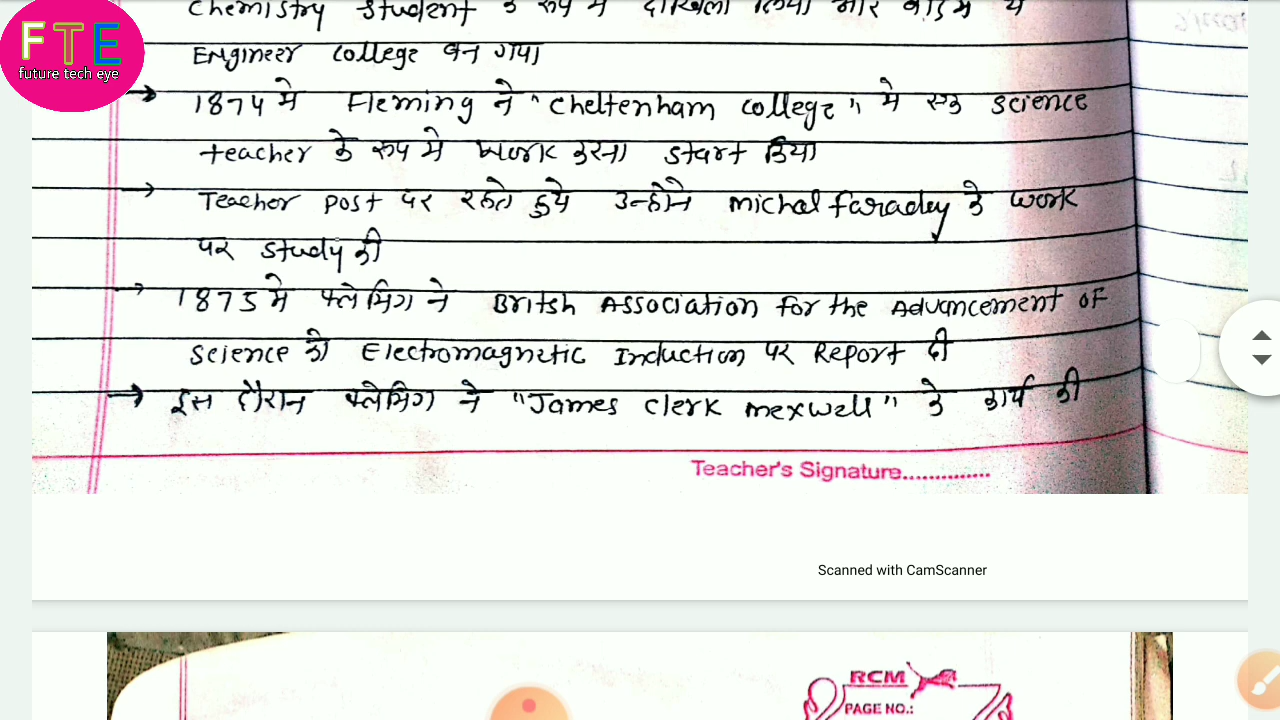 FTE
future tech eye
Chemistry student के रूप मे दाखिला लिया और बाद मे ये
Engineer college बन गया
→ 1874 मे Fleming ने "Cheltenham college" मे एक science
teacher के रूप मे work करना start किया
→ Teacher post पर रहते हुये उन्होने michal faraday के work
पर study की
→ 1875 मे फ्लेमिंग ने Britsh Association for the Advancement of
science को Electromagnetic Induction पर Report दी
→ इस दौरान फ्लेमिंग ने "James clerk mexwell" के कार्य की
Teacher's Signature..............
Scanned with CamScanner
RCM
PAGE NO.: